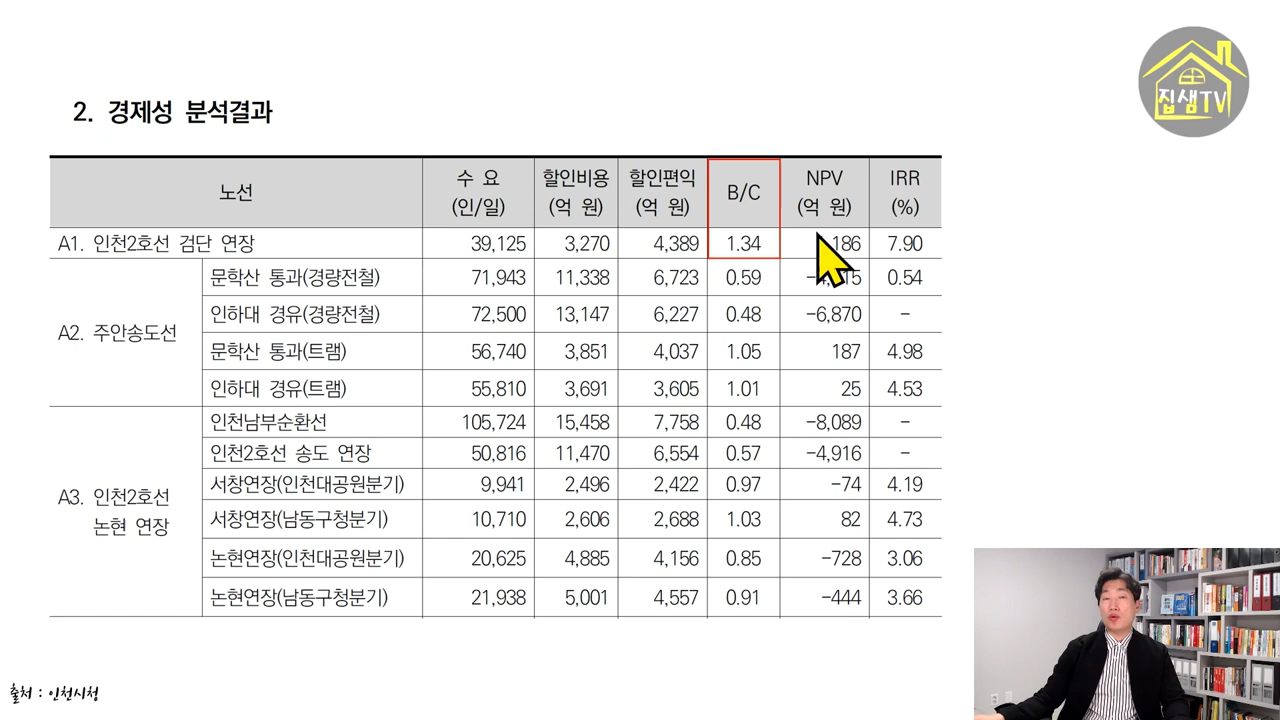 집샘TV
2. 경제성 분석결과
노선 수 요 (인/일) 할인비용 (억 원) 할인편익 (억 원) B/C NPV (억 원) IRR (%)
A1. 인천2호선 검단 연장 39,125 3,270 4,389 1.34 186 7.90
A2. 주안송도선
문학산 통과(경량전철) 71,943 11,338 6,723 0.59 0.54
인하대 경유(경량전철) 72,500 13,147 6,227 0.48 -6,870 -
문학산 통과(트램) 56,740 3,851 4,037 1.05 187 4.98
인하대 경유(트램) 55,810 3,691 3,605 1.01 25 4.53
A3. 인천2호선 논현 연장
인천남부순환선 105,724 15,458 7,758 0.48 -8,089 -
인천2호선 송도 연장 50,816 11,470 6,554 0.57 -4,916 -
서창연장(인천대공원분기) 9,941 2,496 2,422 0.97 -74 4.19
서창연장(남동구청분기) 10,710 2,606 2,688 1.03 82 4.73
논현연장(인천대공원분기) 20,625 4,885 4,156 0.85 -728 3.06
논현연장(남동구청분기) 21,938 5,001 4,557 0.91 -444 3.66
출처 : 인천시청